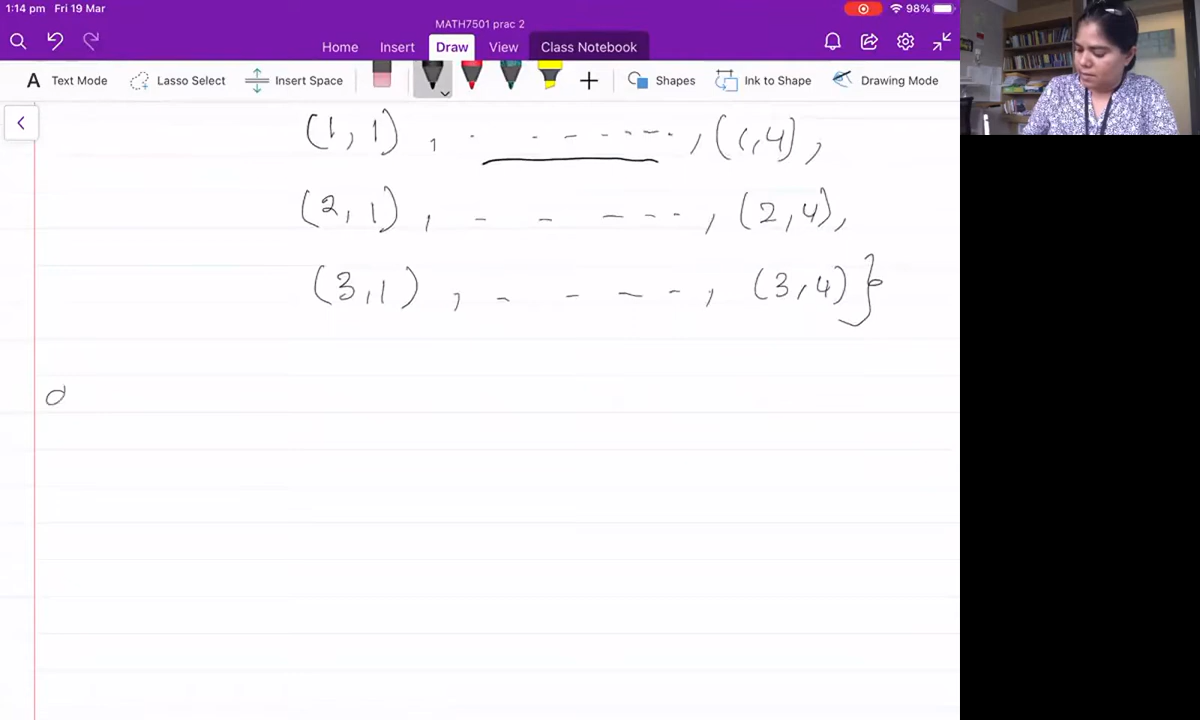 1:14 pm Fri 19 Mar
98%
MATH7501 prac 2
Home Insert Draw View Class Notebook
A Text Mode Lasso Select Insert Space Shapes Ink to Shape Drawing Mode
(1, 1) , . - - - - - - . , (1, 4) ,
(2, 1) , - - - - - , (2, 4) ,
(3, 1) , - - - - , (3, 4) }